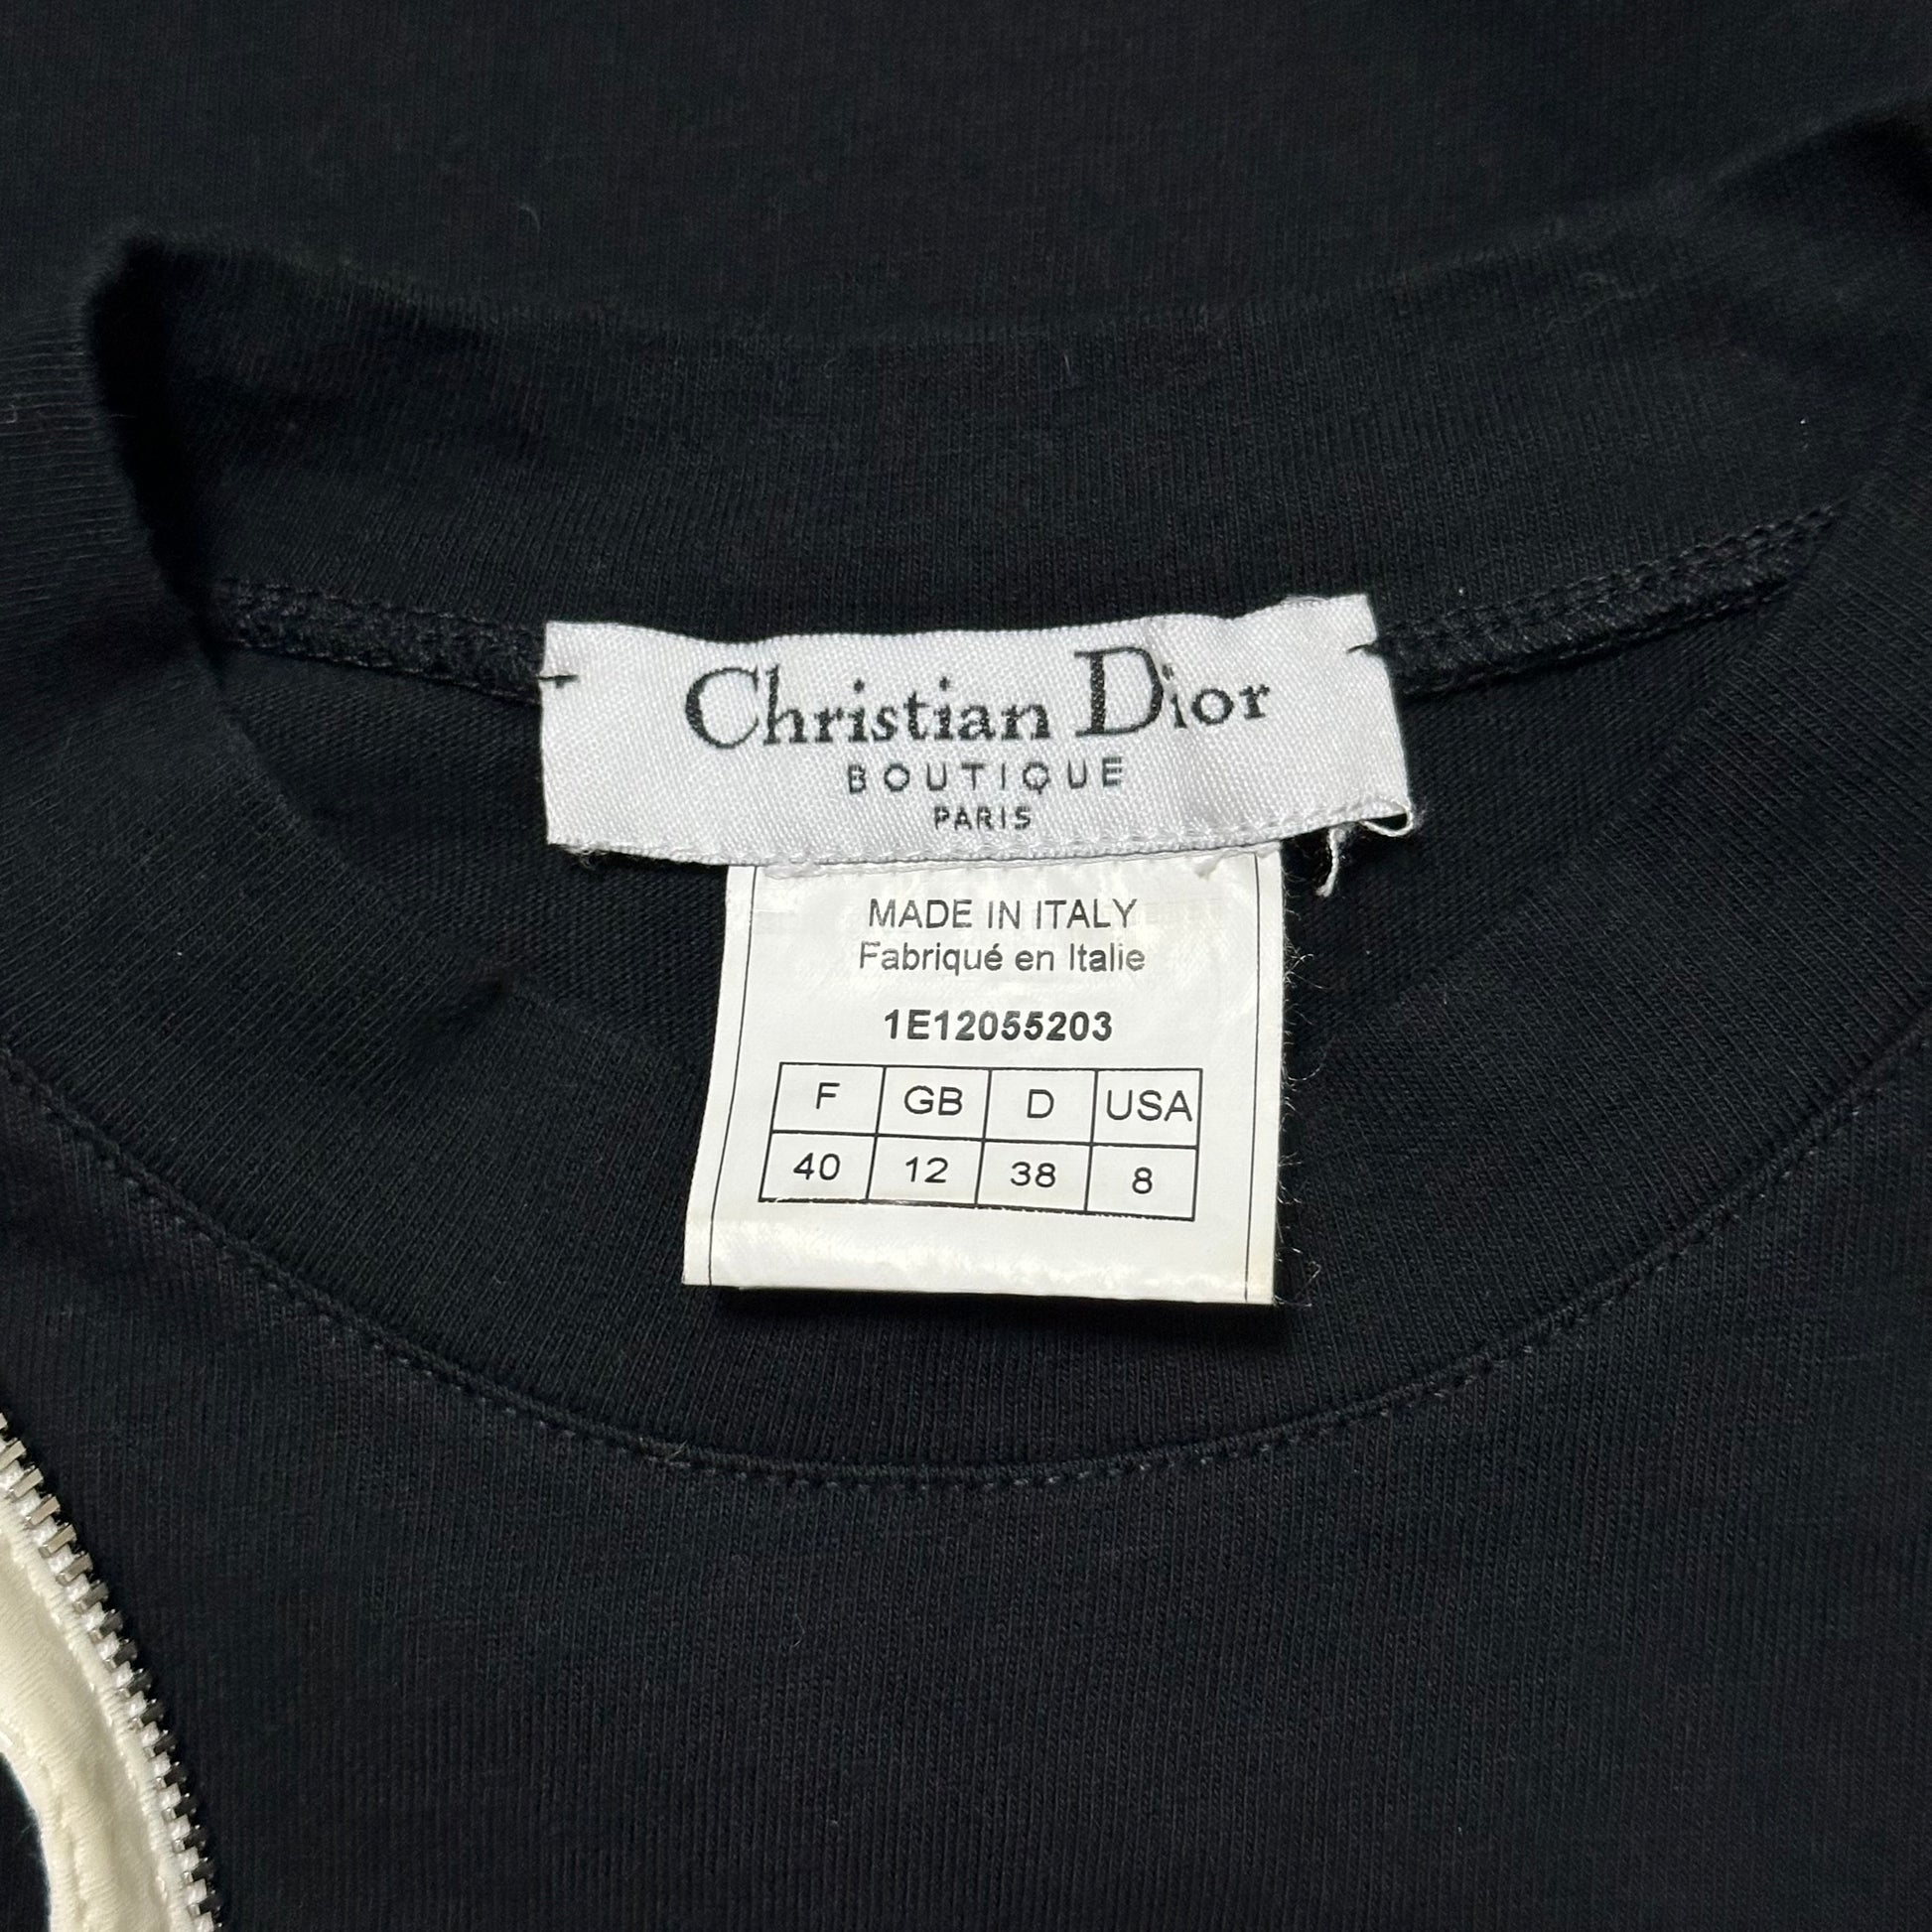 Christian Dior
BOUTIQUE
PARIS
MADE IN ITALY
Fabriqué en Italie
1E12055203
F GB D USA
40 12 38 8